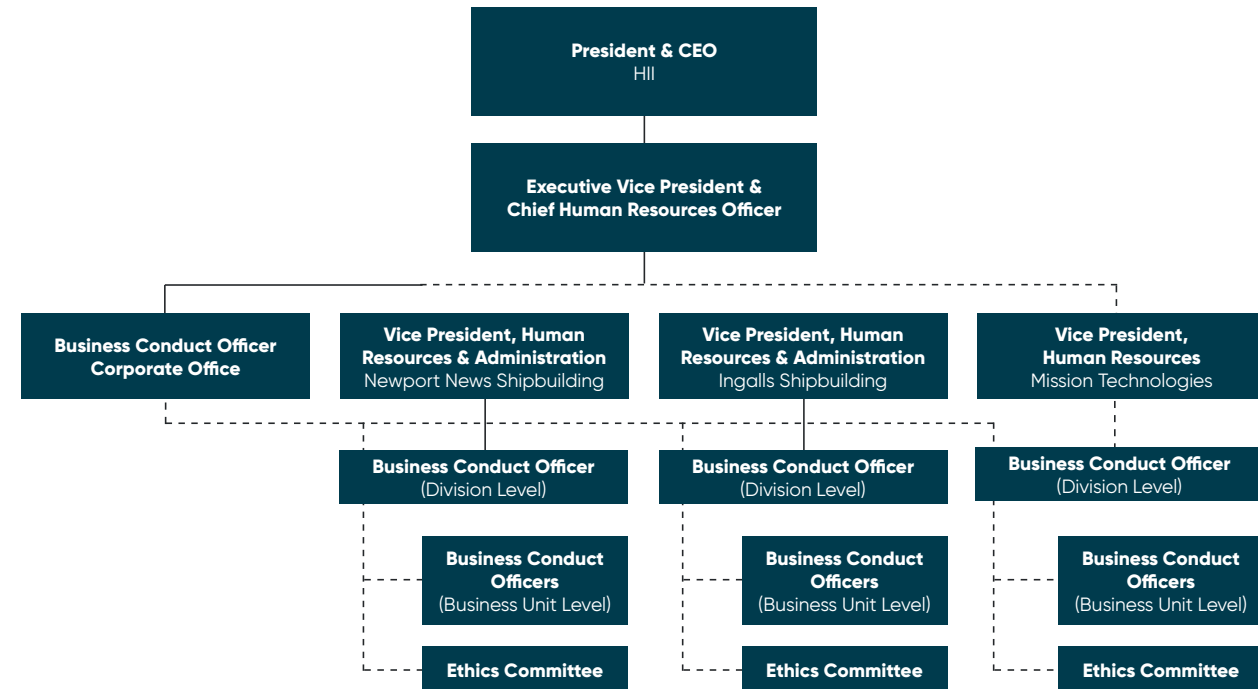 President & CEO
HII
Executive Vice President &
Chief Human Resources Officer
Business Conduct Officer
Corporate Office
Vice President, Human
Resources & Administration
Newport News Shipbuilding
Vice President, Human
Resources & Administration
Ingalls Shipbuilding
Vice President,
Human Resources
Mission Technologies
Business Conduct Officer
(Division Level)
Business Conduct Officer
(Division Level)
Business Conduct Officer
(Division Level)
Business Conduct
Officers
(Business Unit Level)
Business Conduct
Officers
(Business Unit Level)
Business Conduct
Officers
(Business Unit Level)
Ethics Committee
Ethics Committee
Ethics Committee